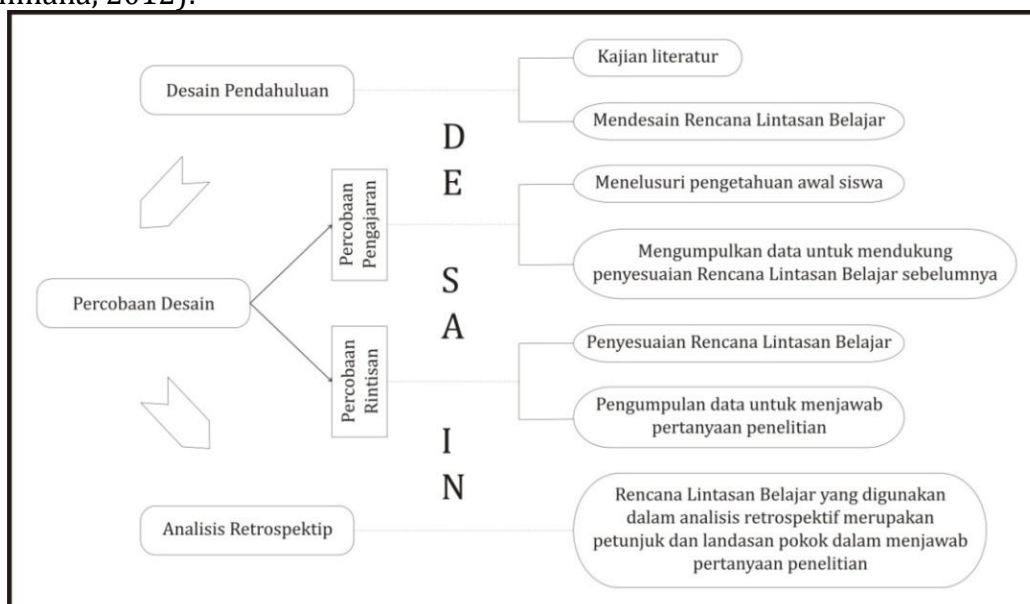 2012).
Desain Pendahuluan
Kajian literatur
Mendesain Rencana Lintasan Belajar
D
E
S
A
I
N
Percobaan Desain
Percobaan
Pengajaran
Menelusuri pengetahuan awal siswa
Mengumpulkan data untuk mendukung
penyesuaian Rencana Lintasan Belajar sebelumnya
Percobaan
Rintisan
Penyesuaian Rencana Lintasan Belajar
Pengumpulan data untuk menjawab
pertanyaan penelitian
Analisis Retrospektip
Rencana Lintasan Belajar yang digunakan
dalam analisis retrospektif merupakan
petunjuk dan landasan pokok dalam menjawab
pertanyaan penelitian